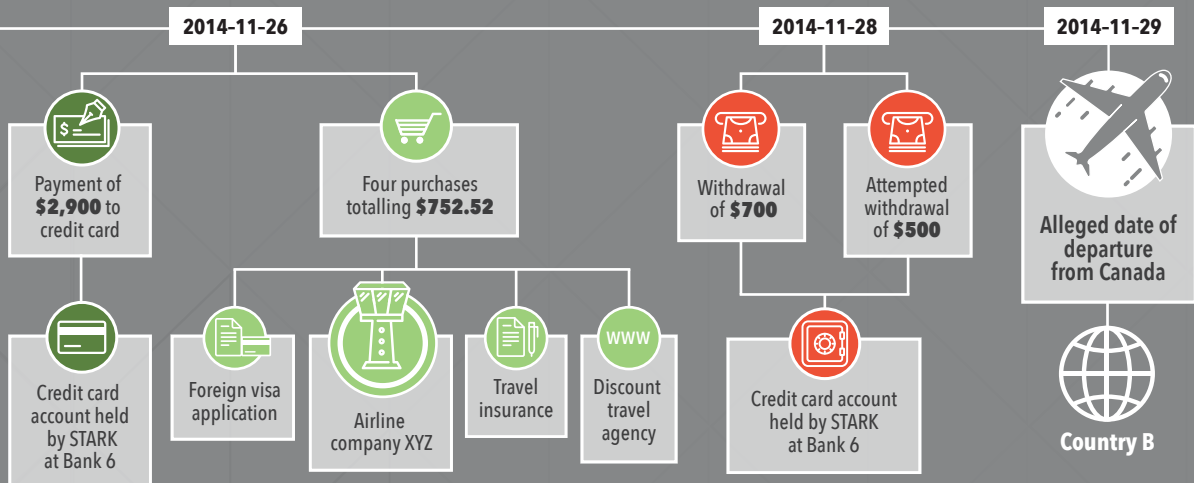 2014-11-26
Payment of
$2,900 to
credit card
Credit card
account held
by STARK
at Bank 6
Four purchases
totalling $752.52
Foreign visa
application
Airline
company XYZ
Travel
insurance
WWW
Discount
travel
agency
2014-11-28
Withdrawal
of $700
Attempted
withdrawal
of $500
Credit card account
held by STARK
at Bank 6
2014-11-29
Alleged date of
departure
from Canada
Country B
$